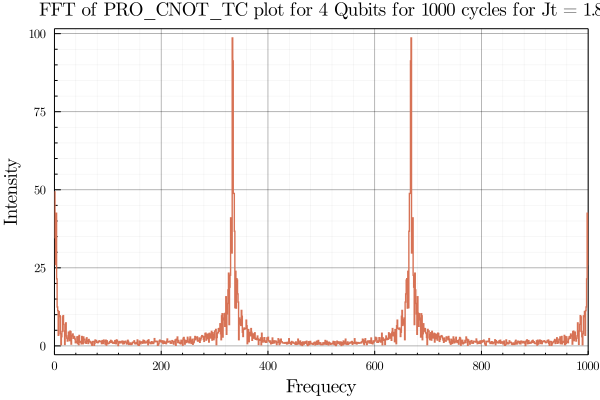 FFT of PRO_CNOT_TC plot for 4 Qubits for 1000 cycles for Jt = 1.8
100
75
50
25
0
Intensity
0 200 400 600 800 1000
Frequecy